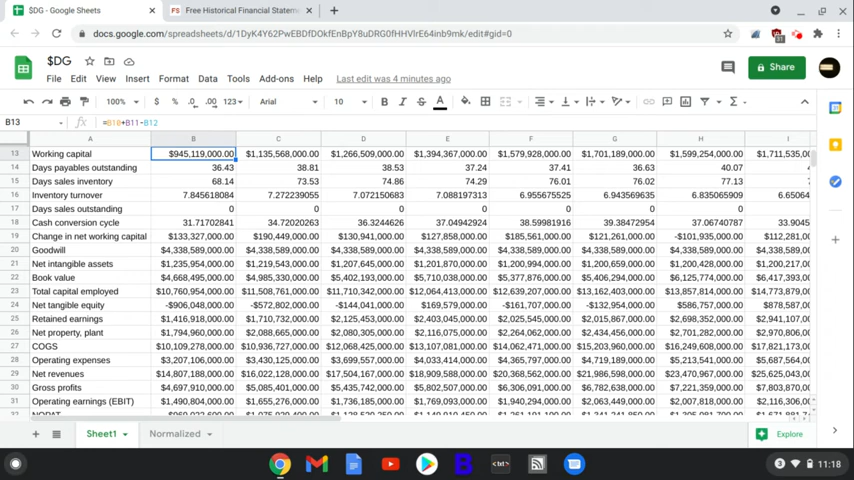 $DG - Google Sheets × FS Free Historical Financial Stateme × +
docs.google.com/spreadsheets/d/1DyK4Y62PwEBDfDOkfEnBpY8uDRG0fHHVlrE64inb9mk/edit#gid=0
$DG
File Edit View Insert Format Data Tools Add-ons Help Last edit was 4 minutes ago
Share
100% $ % .0 .00 123 Arial 10 B I S A Σ
B13 fx =B10+B11-B12
A B C D E F G H I
13 Working capital $945,119,000.00 $1,135,568,000.00 $1,266,509,000.00 $1,394,367,000.00 $1,579,928,000.00 $1,701,189,000.00 $1,599,254,000.00 $1,711,535,00
14 Days payables outstanding 36.43 38.81 38.53 37.24 37.41 36.63 40.07
15 Days sales inventory 68.14 73.53 74.86 74.29 76.01 76.02 77.13
16 Inventory turnover 7.845618084 7.272239055 7.072150683 7.088197313 6.955675525 6.943569635 6.835065909 6.65064
17 Days sales outstanding 0 0 0 0 0 0 0
18 Cash conversion cycle 31.71702841 34.72020263 36.3244626 37.04942924 38.59981916 39.38472954 37.06740787 33.9045
19 Change in net working capital $133,327,000.00 $190,449,000.00 $130,941,000.00 $127,858,000.00 $185,561,000.00 $121,261,000.00 -$101,935,000.00 $112,281,0
20 Goodwill $4,338,589,000.00 $4,338,589,000.00 $4,338,589,000.00 $4,338,589,000.00 $4,338,589,000.00 $4,338,589,000.00 $4,338,589,000.00 $4,338,589,0
21 Net intangible assets $1,235,954,000.00 $1,219,543,000.00 $1,207,645,000.00 $1,201,870,000.00 $1,200,994,000.00 $1,200,659,000.00 $1,200,428,000.00 $1,200,217,0
22 Book value $4,668,495,000.00 $4,985,330,000.00 $5,402,193,000.00 $5,710,038,000.00 $5,377,876,000.00 $5,406,294,000.00 $6,125,774,000.00 $6,417,393,0
23 Total capital employed $10,760,954,000.00 $11,508,761,000.00 $11,710,342,000.00 $12,064,413,000.00 $12,639,207,000.00 $13,162,403,000.00 $13,857,814,000.00 $14,773,879,0
24 Net tangible equity -$906,048,000.00 -$572,802,000.00 -$144,041,000.00 $169,579,000.00 -$161,707,000.00 -$132,954,000.00 $586,757,000.00 $878,587,0
25 Retained earnings $1,416,918,000.00 $1,710,732,000.00 $2,125,453,000.00 $2,403,045,000.00 $2,025,545,000.00 $2,015,867,000.00 $2,698,352,000.00 $2,941,107,0
26 Net property, plant $1,794,960,000.00 $2,088,665,000.00 $2,080,305,000.00 $2,116,075,000.00 $2,264,062,000.00 $2,434,456,000.00 $2,701,282,000.00 $2,970,806,0
27 COGS $10,109,278,000.00 $10,936,727,000.00 $12,068,425,000.00 $13,107,081,000.00 $14,062,471,000.00 $15,203,960,000.00 $16,249,608,000.00 $17,821,173,0
28 Operating expenses $3,207,106,000.00 $3,430,125,000.00 $3,699,557,000.00 $4,033,414,000.00 $4,365,797,000.00 $4,719,189,000.00 $5,213,541,000.00 $5,687,564,0
29 Net revenues $14,807,188,000.00 $16,022,128,000.00 $17,504,167,000.00 $18,909,588,000.00 $20,368,562,000.00 $21,986,598,000.00 $23,470,967,000.00 $25,625,043,0
30 Gross profits $4,697,910,000.00 $5,085,401,000.00 $5,435,742,000.00 $5,802,507,000.00 $6,306,091,000.00 $6,782,638,000.00 $7,221,359,000.00 $7,803,870,0
31 Operating earnings (EBIT) $1,490,804,000.00 $1,655,276,000.00 $1,736,185,000.00 $1,769,093,000.00 $1,940,294,000.00 $2,063,449,000.00 $2,007,818,000.00 $2,116,306,0
32 NOPAT
Sheet1 Normalized Explore
<txt> 3 11:18